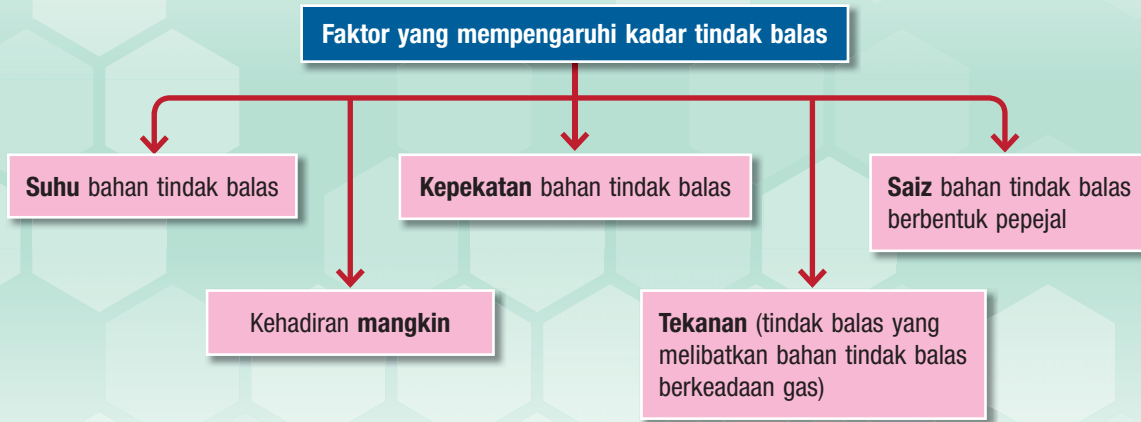 Faktor yang mempengaruhi kadar tindak balas
Suhu bahan tindak balas
Kepekatan bahan tindak balas
Saiz bahan tindak balas
berbentuk pepejal
Kehadiran mangkin
Tekanan (tindak balas yang
melibatkan bahan tindak balas
berkeadaan gas)